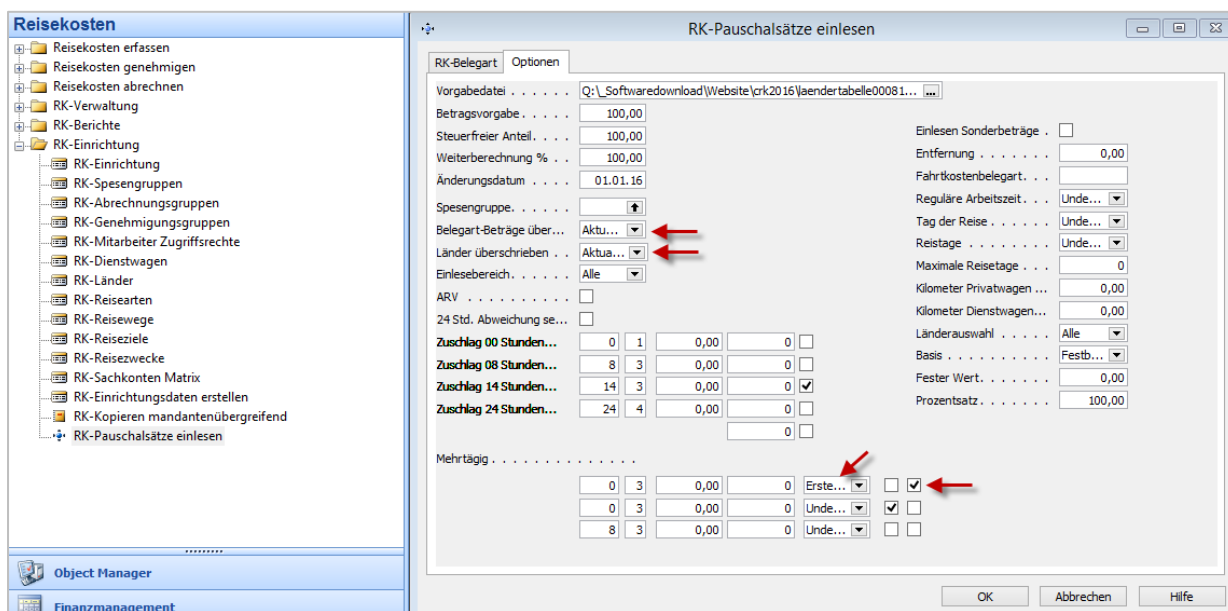 Reisekosten
Reisekosten erfassen
Reisekosten genehmigen
Reisekosten abrechnen
RK-Verwaltung
RK-Berichte
RK-Einrichtung
RK-Einrichtung
RK-Spesengruppen
RK-Abrechnungsgruppen
RK-Genehmigungsgruppen
RK-Mitarbeiter Zugriffsrechte
RK-Dienstwagen
RK-Länder
RK-Reisearten
RK-Reisewege
RK-Reiseziele
RK-Reisezwecke
RK-Sachkonten Matrix
RK-Einrichtungsdaten erstellen
RK-Kopieren mandantenübergreifend
RK-Pauschalsätze einlesen
Object Manager
Finanzmanagement
RK-Pauschalsätze einlesen
RK-Belegart Optionen
Vorgabedatei . . . . . . Q:\_Softwaredownload\Website\crk2016\laendertabelle00081... ...
Betragsvorgabe . . . . . 100,00
Steuerfreier Anteil. . . . 100,00
Weiterberechnung % . . 100,00
Änderungsdatum . . . . 01.01.16
Spesengruppe. . . . . .
Belegart-Beträge über... Aktu...
Länder überschrieben . . Aktua...
Einlesebereich. . . . . . Alle
ARV . . . . . . . . . .
24 Std. Abweichung se...
Zuschlag 00 Stunden... 0 1 0,00 0
Zuschlag 08 Stunden... 8 3 0,00 0
Zuschlag 14 Stunden... 14 3 0,00 0
Zuschlag 24 Stunden... 24 4 0,00 0
0
Einlesen Sonderbeträge .
Entfernung . . . . . . . 0,00
Fahrtkostenbelegart. . .
Reguläre Arbeitszeit . . . Unde...
Tag der Reise . . . . . . Unde...
Reistage . . . . . . . . Unde...
Maximale Reisetage . . . 0
Kilometer Privatwagen ... 0,00
Kilometer Dienstwagen... 0,00
Länderauswahl . . . . . Alle
Basis . . . . . . . . . . Festb...
Fester Wert. . . . . . . 0,00
Prozentsatz. . . . . . . 100,00
Mehrtägig . . . . . . . . . . . . . .
0 3 0,00 0 Erste...
0 3 0,00 0 Unde...
8 3 0,00 0 Unde...
OK Abbrechen Hilfe